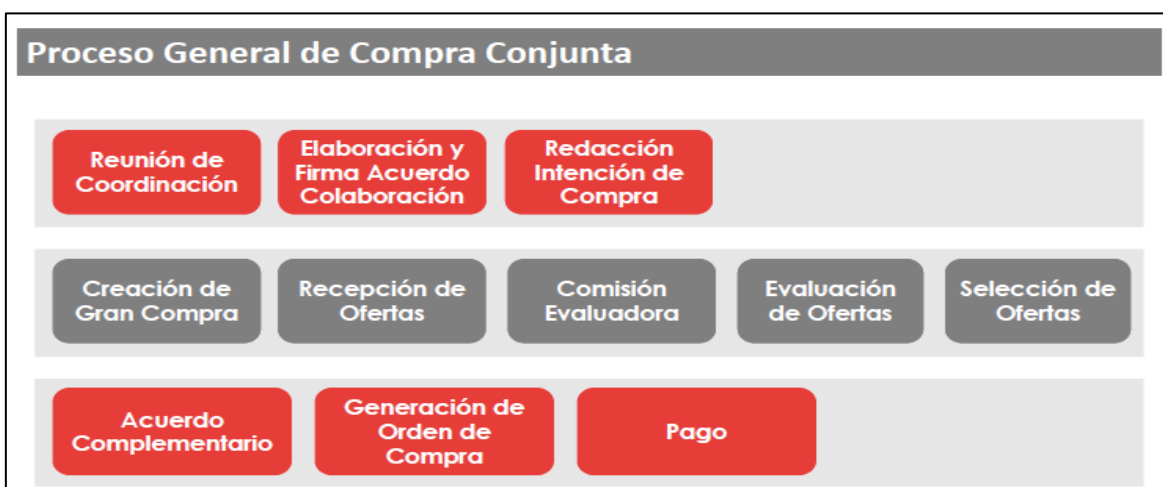 Proceso General de Compra Conjunta
Reunión de
Coordinación
Elaboración y
Firma Acuerdo
Colaboración
Redacción
Intención de
Compra
Creación de
Gran Compra
Recepción de
Ofertas
Comisión
Evaluadora
Evaluación
de Ofertas
Selección de
Ofertas
Acuerdo
Complementario
Generación de
Orden de
Compra
Pago